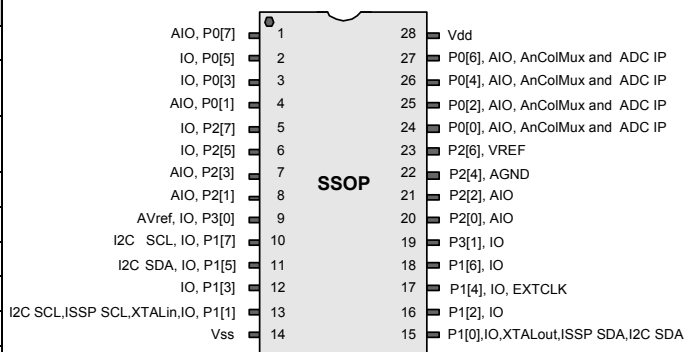 AIO, P0[7] 1 28 Vdd
IO, P0[5] 2 27 P0[6], AIO, AnColMux and ADC IP
IO, P0[3] 3 26 P0[4], AIO, AnColMux and ADC IP
AIO, P0[1] 4 25 P0[2], AIO, AnColMux and ADC IP
IO, P2[7] 5 24 P0[0], AIO, AnColMux and ADC IP
IO, P2[5] 6 23 P2[6], VREF
AIO, P2[3] 7 22 P2[4], AGND
SSOP
AIO, P2[1] 8 21 P2[2], AIO
AVref, IO, P3[0] 9 20 P2[0], AIO
I2C SCL, IO, P1[7] 10 19 P3[1], IO
I2C SDA, IO, P1[5] 11 18 P1[6], IO
IO, P1[3] 12 17 P1[4], IO, EXTCLK
I2C SCL,ISSP SCL,XTALin,IO, P1[1] 13 16 P1[2], IO
Vss 14 15 P1[0],IO,XTALout,ISSP SDA,I2C SDA